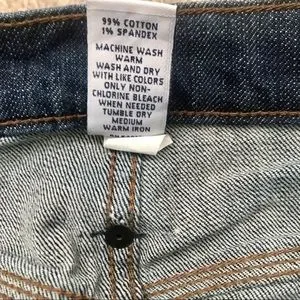 99% COTTON
1% SPANDEX
MACHINE WASH
WARM
WASH AND DRY
WITH LIKE COLORS
ONLY NON-
CHLORINE BLEACH
WHEN NEEDED
TUMBLE DRY
MEDIUM
WARM IRON